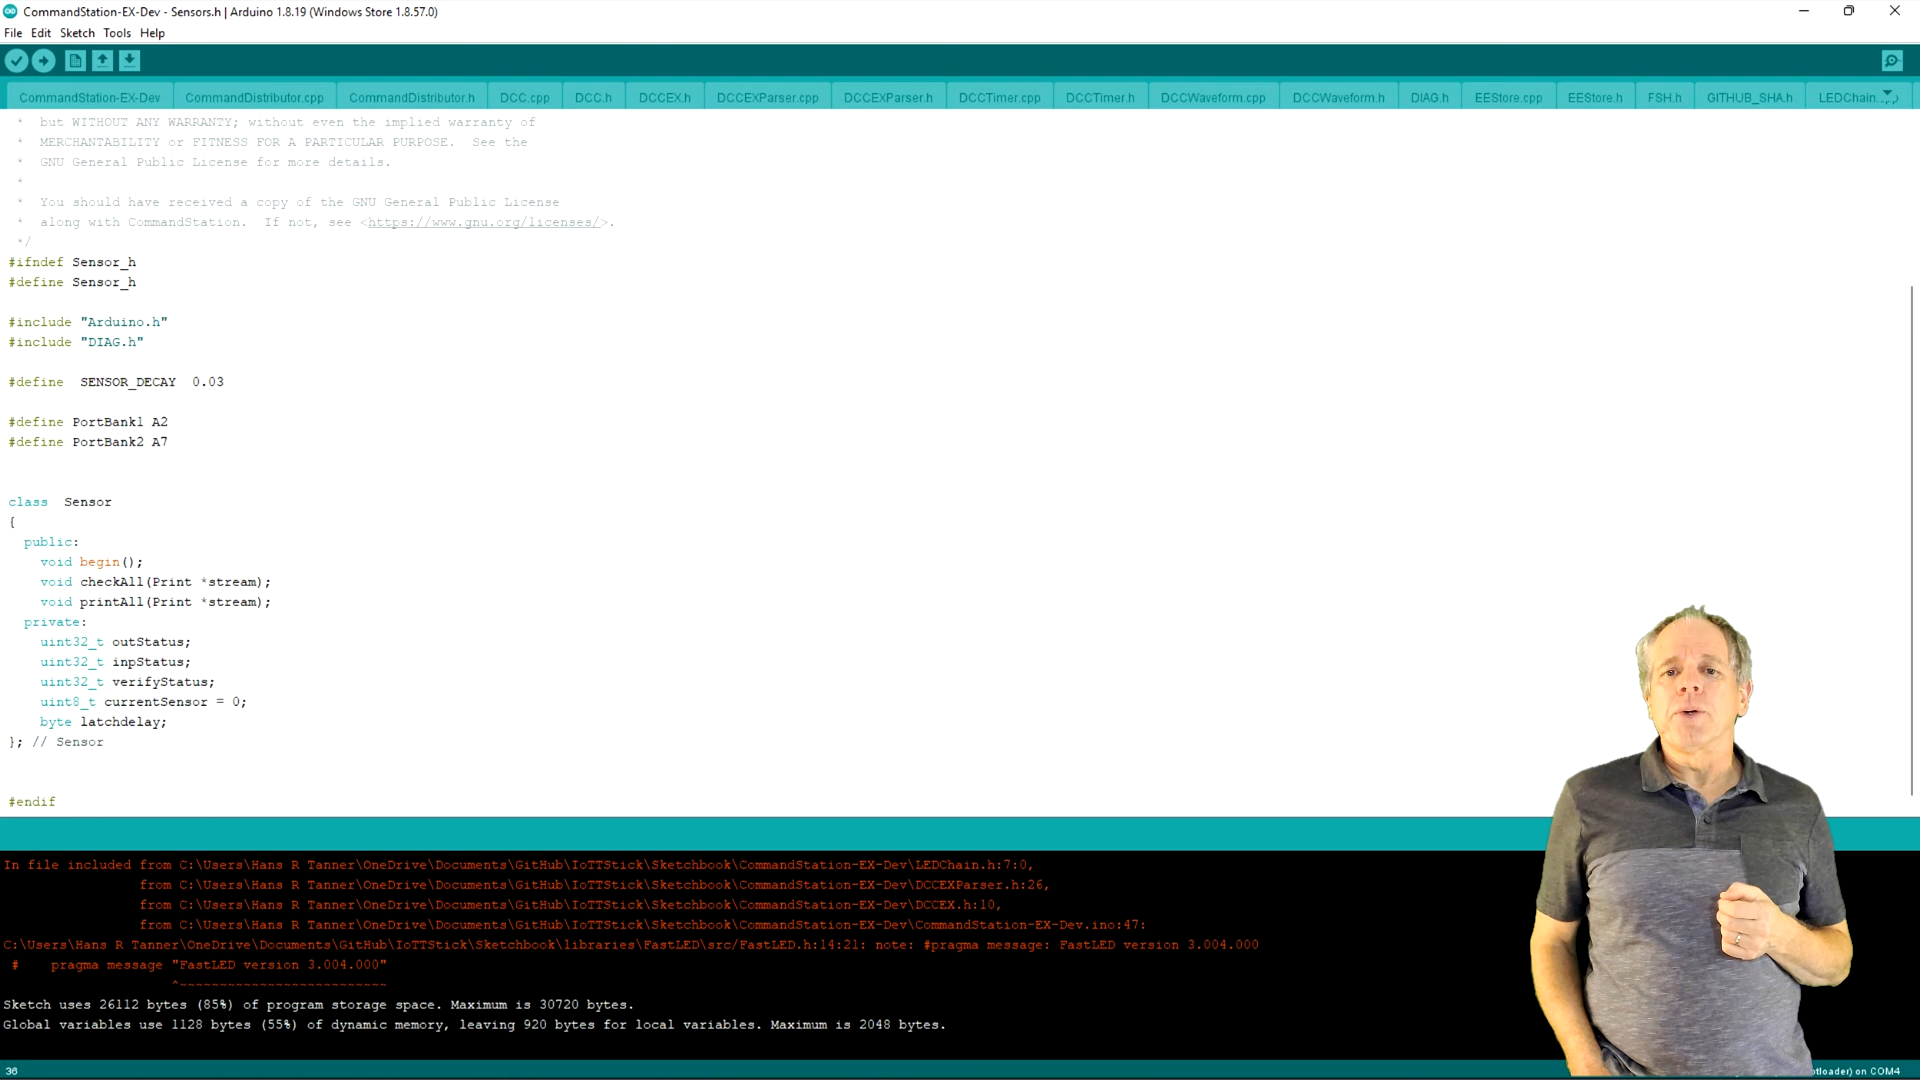 CommandStation-EX-Dev - Sensors.h | Arduino 1.8.19 (Windows Store 1.8.57.0)
File Edit Sketch Tools Help
CommandStation-EX-Dev CommandDistributor.cpp CommandDistributor.h DCC.cpp DCC.h DCCEX.h DCCEXParser.cpp DCCEXParser.h DCCTimer.cpp DCCTimer.h DCCWaveform.cpp DCCWaveform.h DIAG.h EEStore.cpp EEStore.h FSH.h GITHUB_SHA.h LEDChain.
* but WITHOUT ANY WARRANTY; without even the implied warranty of
* MERCHANTABILITY or FITNESS FOR A PARTICULAR PURPOSE. See the
* GNU General Public License for more details.
*
* You should have received a copy of the GNU General Public License
* along with CommandStation. If not, see <https://www.gnu.org/licenses/>.
*/
#ifndef Sensor_h
#define Sensor_h
#include "Arduino.h"
#include "DIAG.h"
#define SENSOR_DECAY 0.03
#define PortBank1 A2
#define PortBank2 A7
class Sensor
{
public:
void begin();
void checkAll(Print *stream);
void printAll(Print *stream);
private:
uint32_t outStatus;
uint32_t inpStatus;
uint32_t verifyStatus;
uint8_t currentSensor = 0;
byte latchdelay;
}; // Sensor
#endif
In file included from C:\Users\Hans R Tanner\OneDrive\Documents\GitHub\IoTTStick\Sketchbook\CommandStation-EX-Dev\LEDChain.h:7:0,
from C:\Users\Hans R Tanner\OneDrive\Documents\GitHub\IoTTStick\Sketchbook\CommandStation-EX-Dev\DCCEXParser.h:26,
from C:\Users\Hans R Tanner\OneDrive\Documents\GitHub\IoTTStick\Sketchbook\CommandStation-EX-Dev\DCCEX.h:10,
from C:\Users\Hans R Tanner\OneDrive\Documents\GitHub\IoTTStick\Sketchbook\CommandStation-EX-Dev\CommandStation-EX-Dev.ino:47:
C:\Users\Hans R Tanner\OneDrive\Documents\GitHub\IoTTStick\Sketchbook\libraries\FastLED\src/FastLED.h:14:21: note: #pragma message: FastLED version 3.004.000
# pragma message "FastLED version 3.004.000"
^~~~~~~~~~~~~~~~~~~~~~~~~~~
Sketch uses 26112 bytes (85%) of program storage space. Maximum is 30720 bytes.
Global variables use 1128 bytes (55%) of dynamic memory, leaving 920 bytes for local variables. Maximum is 2048 bytes.
36
otloader) on COM4